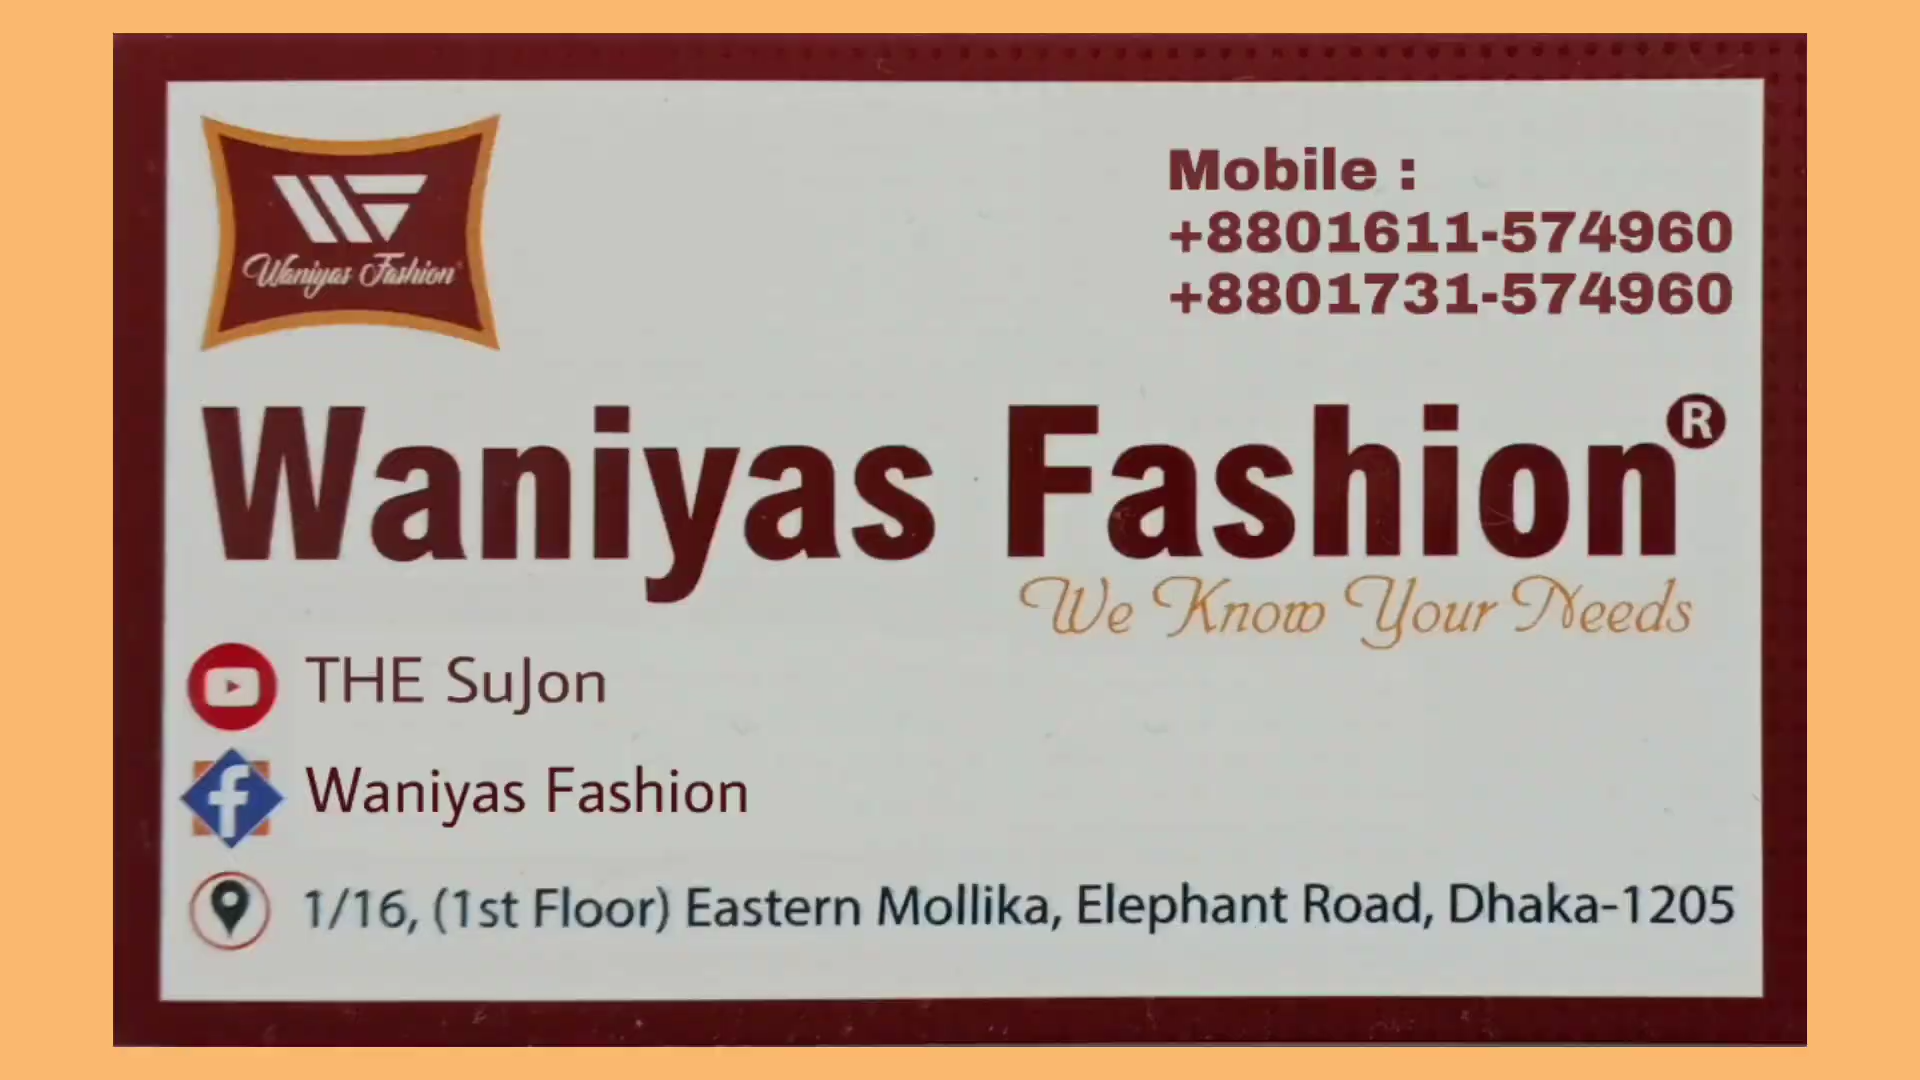 Waniyas Fashion
Mobile :
+8801611-574960
+8801731-574960
Waniyas Fashion®
We Know Your Needs
THE SuJon
Waniyas Fashion
1/16, (1st Floor) Eastern Mollika, Elephant Road, Dhaka-1205